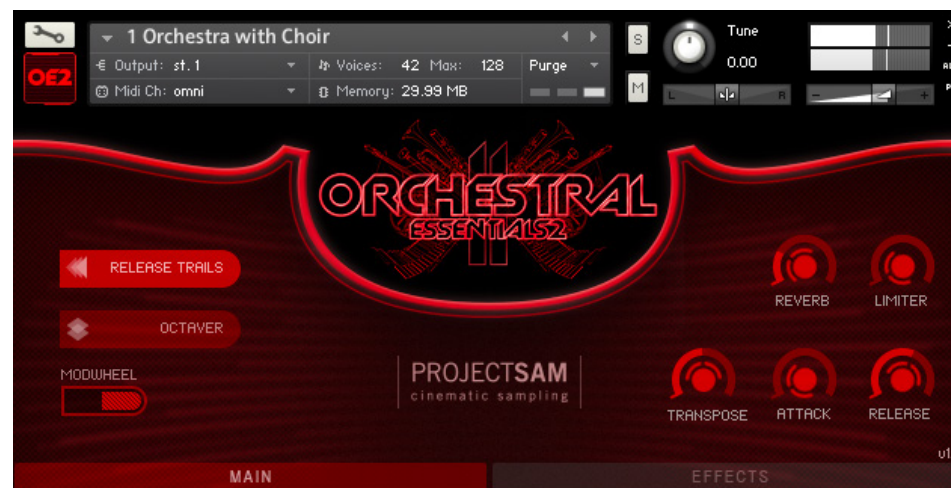 1 Orchestra with Choir
S
Tune
0.00
Output: st.1
Voices: 42 Max: 128
Purge
OE2
Midi Ch: omni
Memory: 29.99 MB
M
L R
- +
ORCHESTRAL
ESSENTIALS2
RELEASE TRAILS
OCTAVER
MODWHEEL
REVERB
LIMITER
PROJECTSAM
cinematic sampling
TRANSPOSE
ATTACK
RELEASE
v1
MAIN
EFFECTS